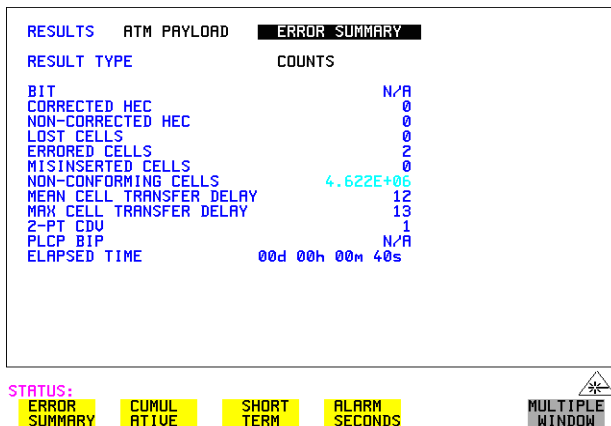 RESULTS ATM PAYLOAD ERROR SUMMARY
RESULT TYPE COUNTS
BIT N/A
CORRECTED HEC 0
NON-CORRECTED HEC 0
LOST CELLS 0
ERRORED CELLS 2
MISINSERTED CELLS 0
NON-CONFORMING CELLS 4.622E+06
MEAN CELL TRANSFER DELAY 12
MAX CELL TRANSFER DELAY 13
2-PT CDV 1
PLCP BIP N/A
ELAPSED TIME 00d 00h 00m 40s
STATUS:
ERROR CUMUL SHORT ALARM MULTIPLE
SUMMARY ATIVE TERM SECONDS WINDOW